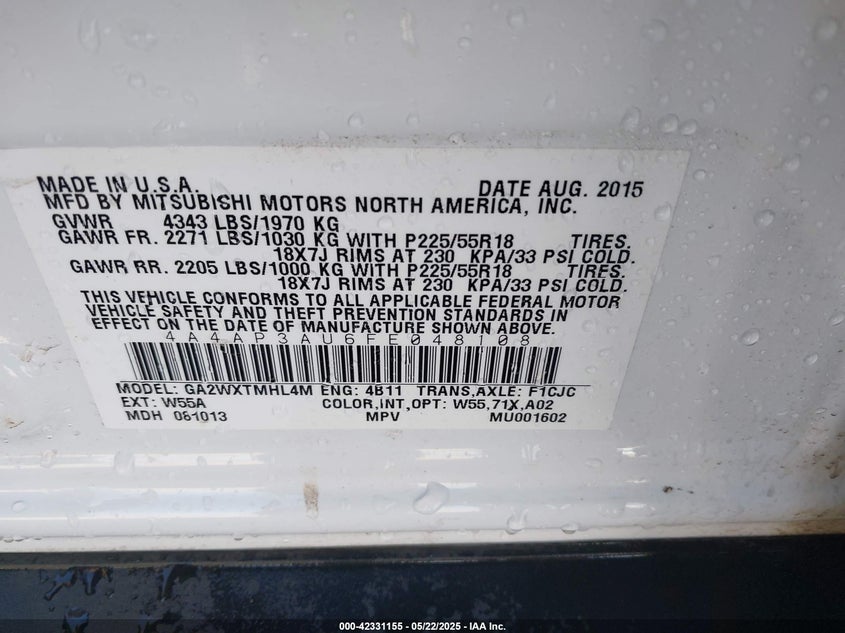 MADE IN U.S.A. DATE AUG. 2015
MFD BY MITSUBISHI MOTORS NORTH AMERICA, INC.
GVWR 4343 LBS/1970 KG
GAWR FR. 2271 LBS/1030 KG WITH P225/55R18 TIRES.
18X7J RIMS AT 230 KPA/33 PSI COLD.
GAWR RR. 2205 LBS/1000 KG WITH P225/55R18 TIRES.
18X7J RIMS AT 230 KPA/33 PSI COLD.
THIS VEHICLE CONFORMS TO ALL APPLICABLE FEDERAL MOTOR
VEHICLE SAFETY AND THEFT PREVENTION STANDARDS IN
EFFECT ON THE DATE OF MANUFACTURE SHOWN ABOVE.
4A4AP3AU6FE048108
MODEL: GA2WXTMHL4M ENG: 4B11 TRANS,AXLE: F1CJC
EXT: W55A COLOR,INT,OPT: W55,71X,A02
MDH 081013 MPV MU001602
000-42331155 - 05/22/2025 - IAA Inc.